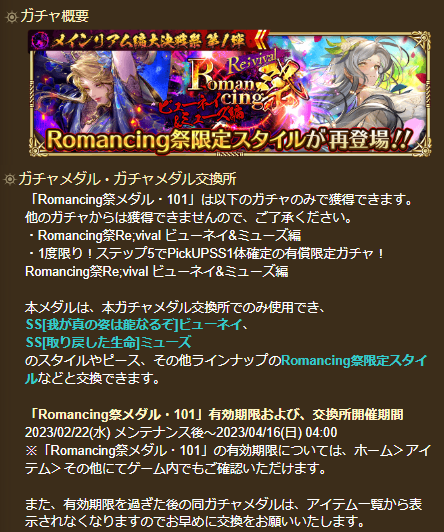 ガチャ概要
メインリアム編大決戦祭 第1弾
Re;vival
Romancing祭
ビューネイ
&ミューズ編
Romancing祭限定スタイルが再登場!!
ガチャメダル・ガチャメダル交換所
「Romancing祭メダル・101」は以下のガチャのみで獲得できます。
他のガチャからは獲得できませんので、ご了承ください。
・Romancing祭Re;vival ビューネイ&ミューズ編
・1度限り!ステップ5でPickUPSS1体確定の有償限定ガチャ!
Romancing祭Re;vival ビューネイ&ミューズ編
本メダルは、本ガチャメダル交換所でのみ使用でき、
SS[我が真の姿は龍なるぞ]ビューネイ、
SS[取り戻した生命]ミューズ
のスタイルやピース、その他ラインナップのRomancing祭限定スタイ
ルなどと交換できます。
「Romancing祭メダル・101」有効期限および、交換所開催期間
2023/02/22(水) メンテナンス後～2023/04/16(日) 04:00
※「Romancing祭メダル・101」の有効期限については、ホーム＞アイ
テム＞その他にてゲーム内でもご確認いただけます。
また、有効期限を過ぎた後の同ガチャメダルは、アイテム一覧から表
示されなくなりますのでお早めに交換をお願いいたします。